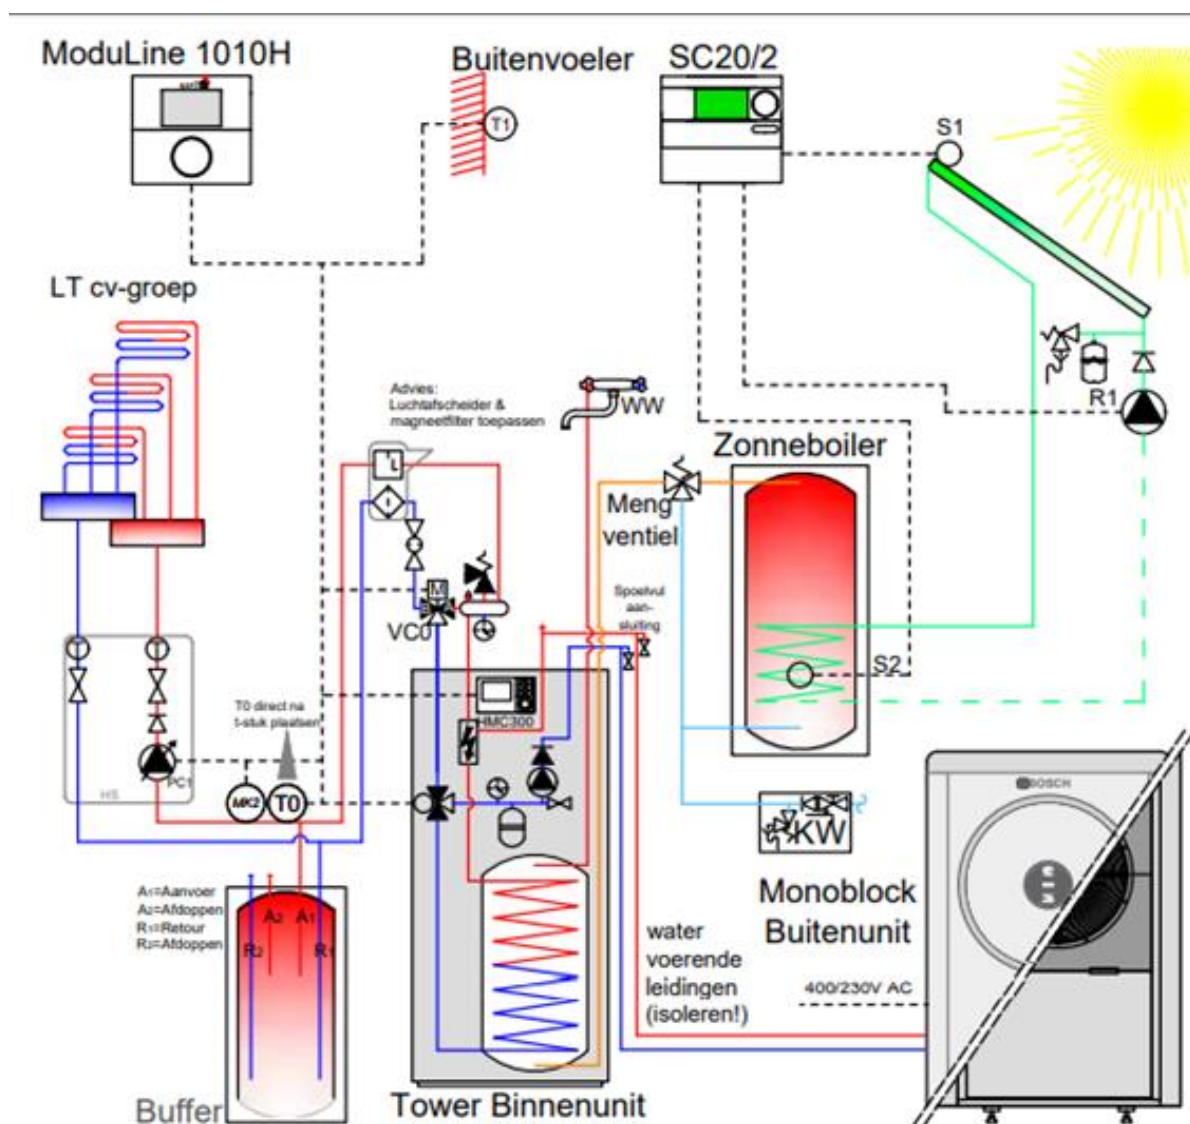 ModuLine 1010H
Buitenvoeler
SC20/2
T1
S1
LT cv-groep
Advies:
Luchtafscheider &
magneetfilter toepassen
WW
R1
Zonneboiler
Meng
ventiel
Spoelvul
aan-
sluiting
M
VC0
S2
T
T
T0 direct na
t-stuk plaatsen
HMC300
PC1
HS
MK2
T0
BOSCH
KW
A1=Aanvoer
A2=Afdoppen
R1=Retour
R2=Afdoppen
A2
A1
R2
R1
Monoblock
Buitenunit
water
voerende
leidingen
(isoleren!)
400/230V AC
Buffer
Tower Binnenunit